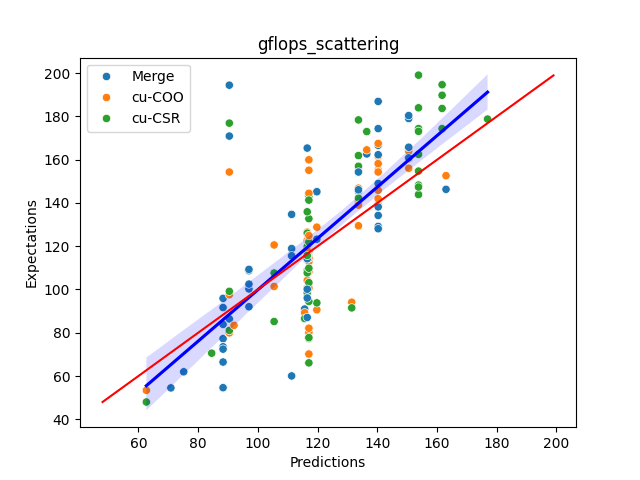 gflops_scattering
Merge
cu-COO
cu-CSR
Expectations
200
180
160
140
120
100
80
60
40
60 80 100 120 140 160 180 200
Predictions